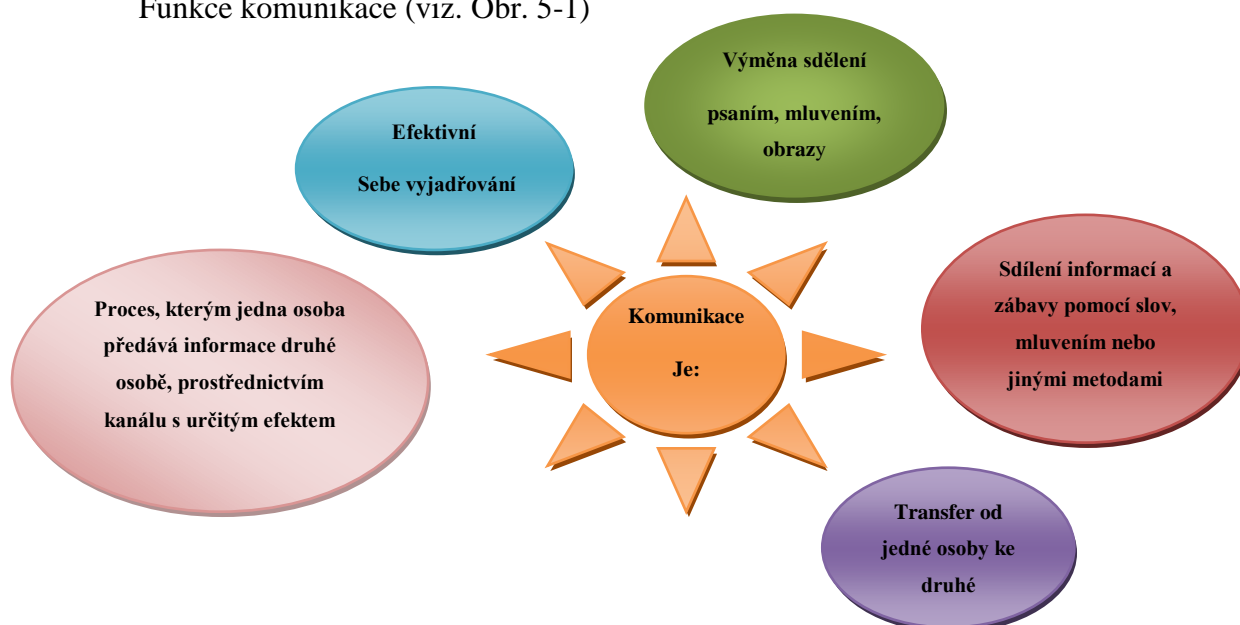 Funkce komunikace (viz. Obr. 5-1)
Výměna sdělení
psaním, mluvením,
obrazy
Efektivní
Sebe vyjadřování
Sdílení informací a
zábavy pomocí slov,
mluvením nebo
jinými metodami
Proces, kterým jedna osoba
předává informace druhé
osobě, prostřednictvím
kanálu s určitým efektem
Komunikace
Je:
Transfer od
jedné osoby ke
druhé